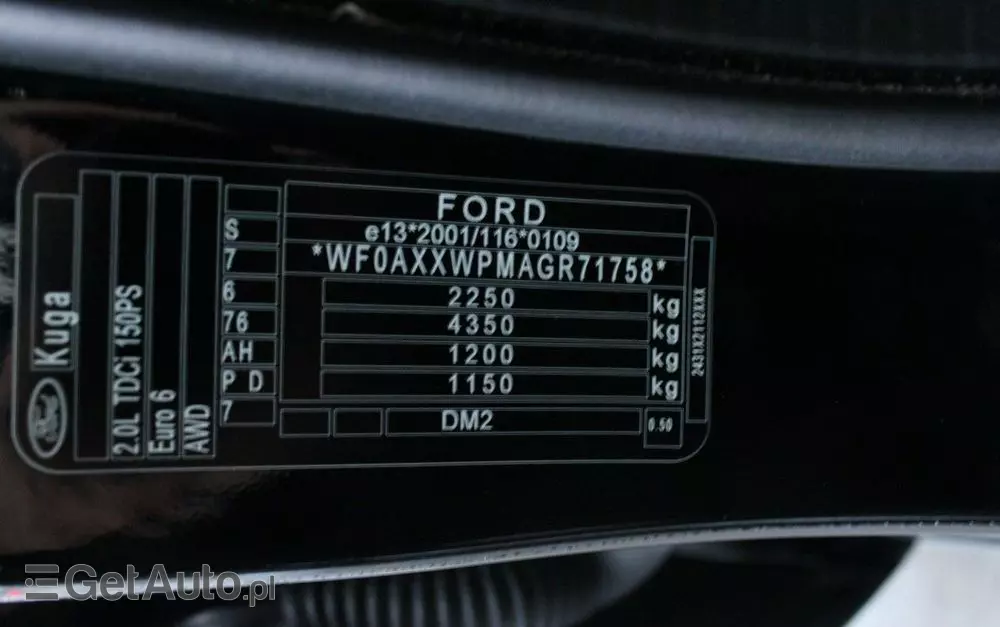 Kuga
2.0L TDCi 150PS
Euro 6
AWD
S
7
6
76
AH
P D
7
FORD
e13*2001/116*0109
*WF0AXXWPMAGR71758*
2250 kg
4350 kg
1200 kg
1150 kg
DM2
0.50
2431X2112XXX
GetAuto.pl